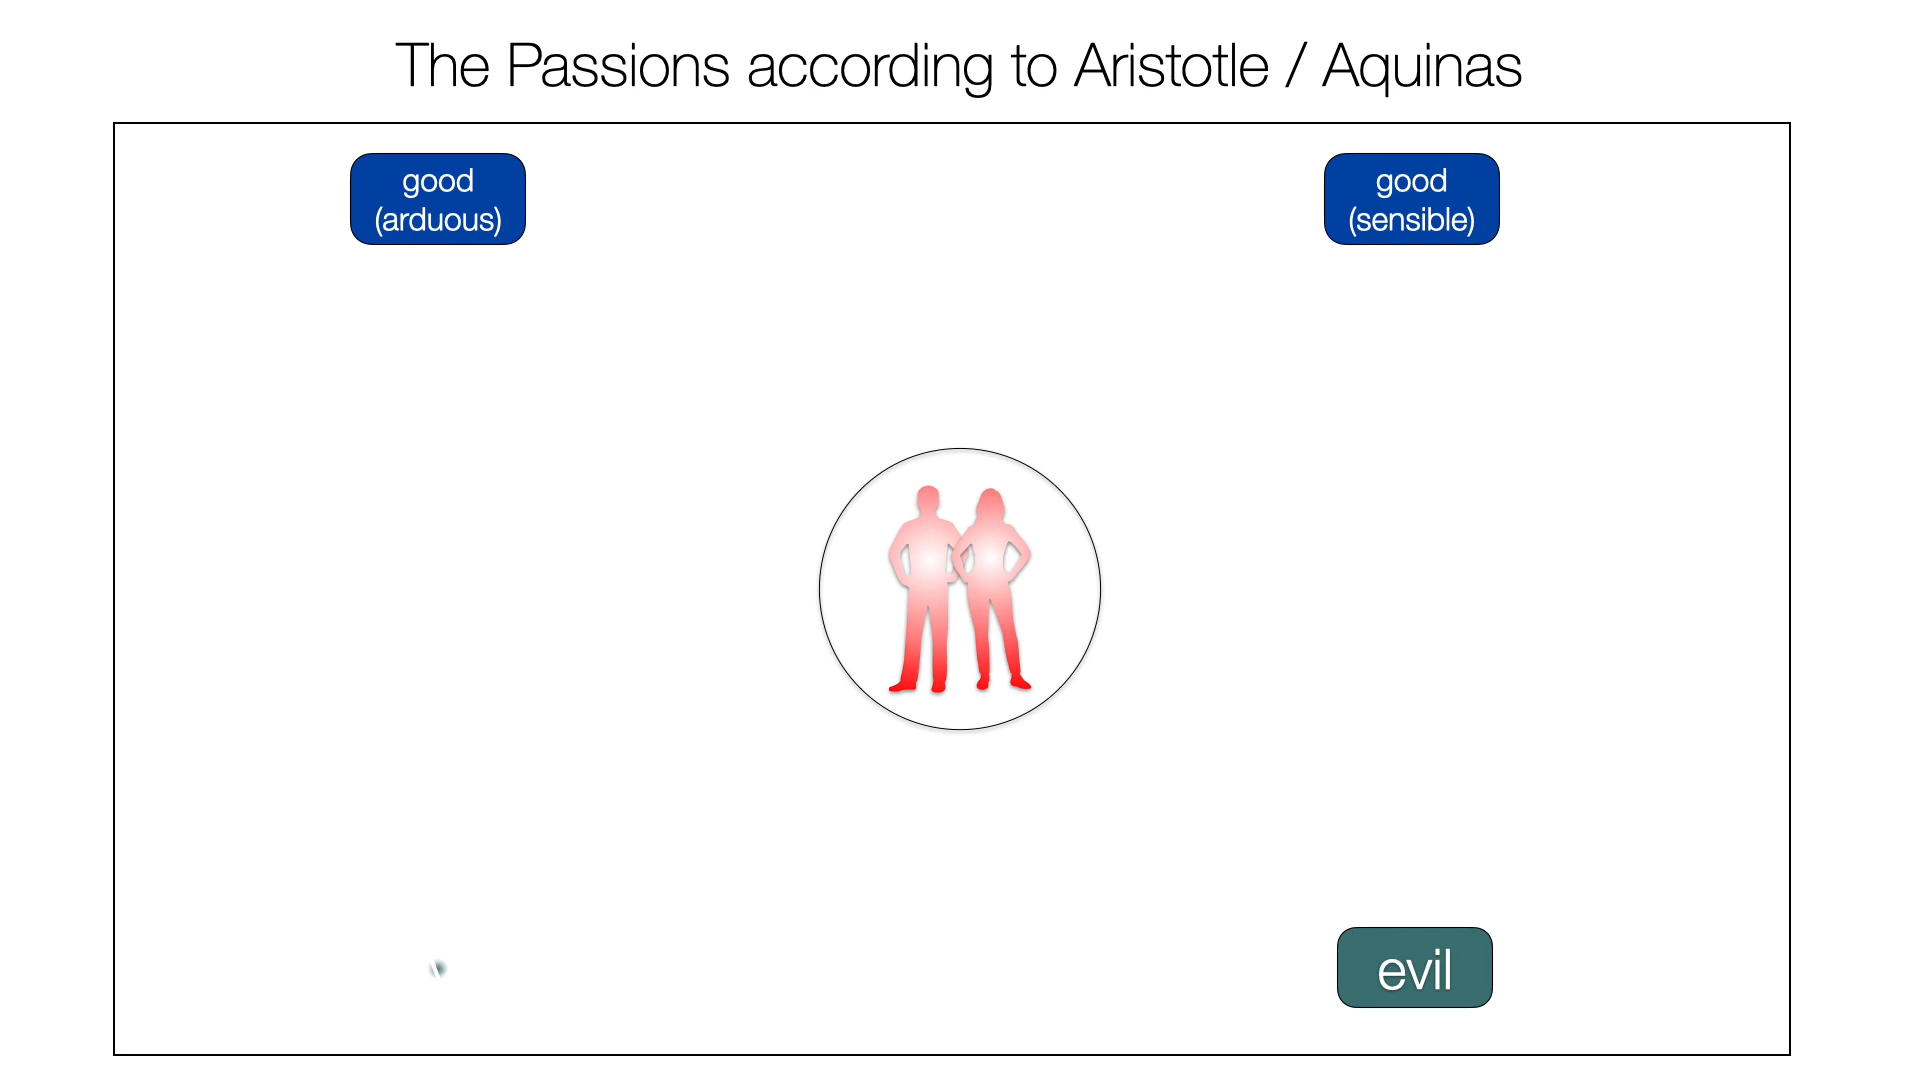 The Passions according to Aristotle / Aquinas
good
(arduous)
good
(sensible)
evil